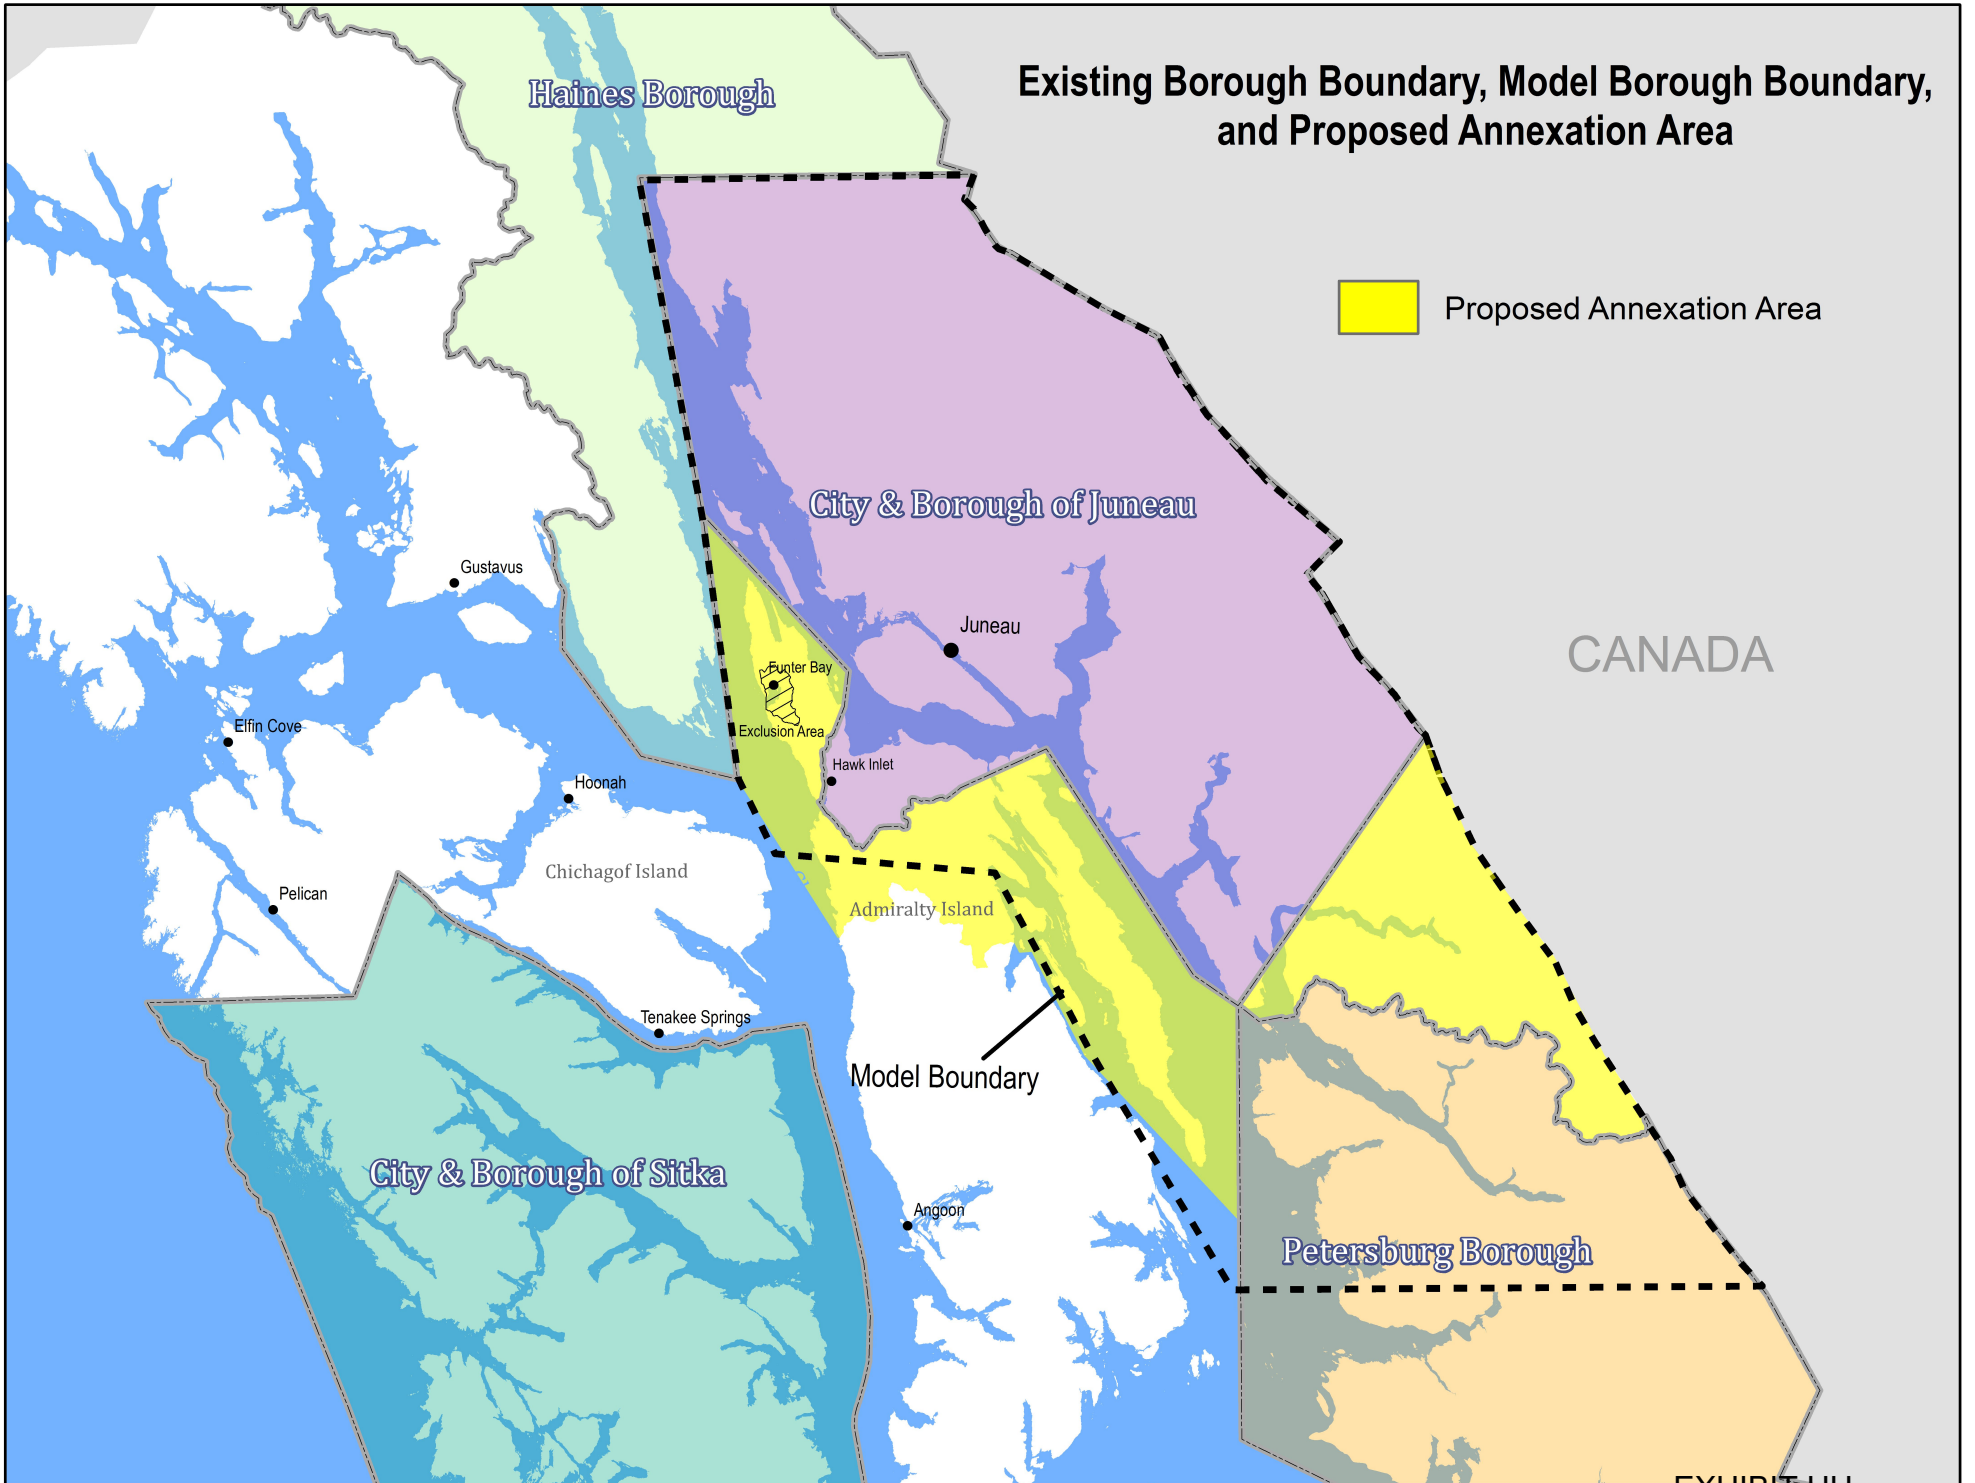 Existing Borough Boundary, Model Borough Boundary,
and Proposed Annexation Area
Haines Borough
Proposed Annexation Area
City & Borough of Juneau
Gustavus
Juneau
CANADA
Funter Bay
Elfin Cove
Exclusion Area
Hawk Inlet
Hoonah
Chichagof Island
Pelican
Admiralty Island
Tenakee Springs
Model Boundary
City & Borough of Sitka
Angoon
Petersburg Borough